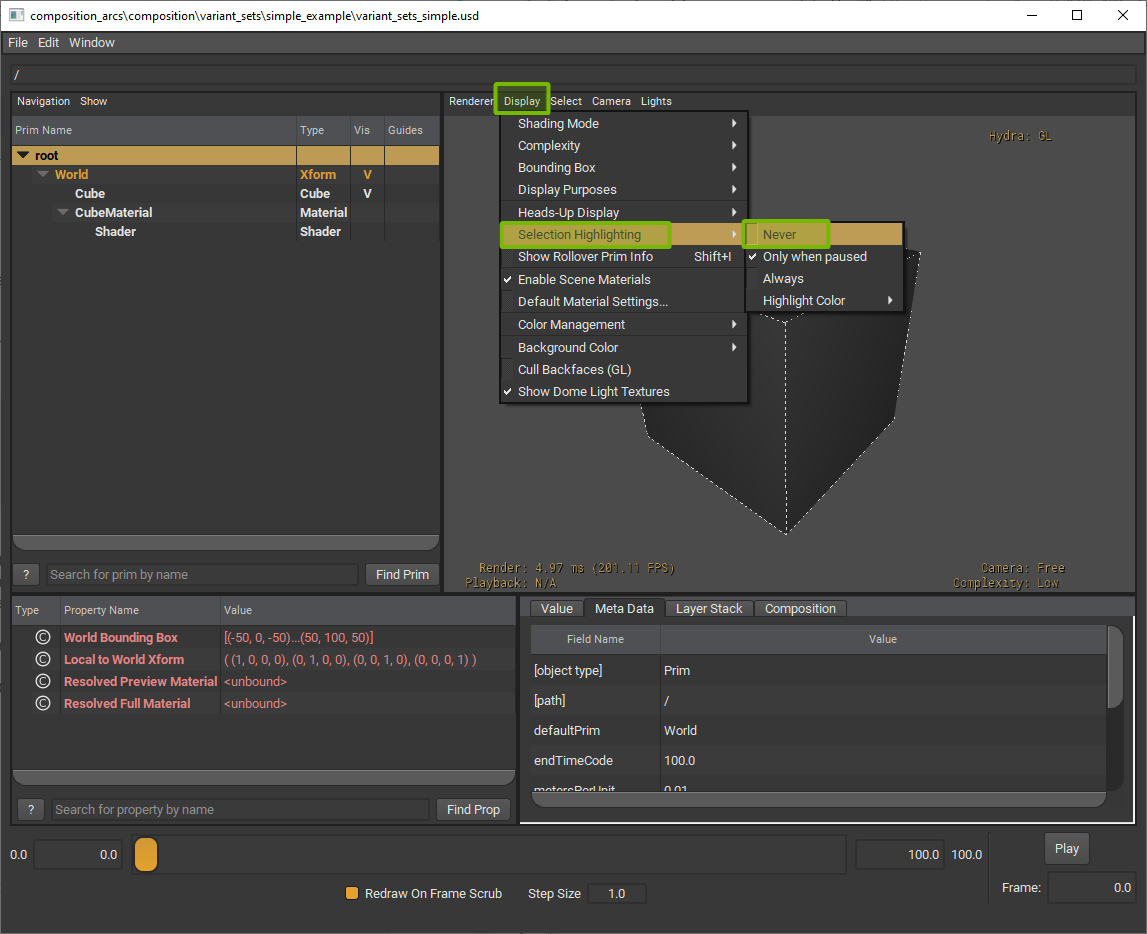 composition_arcs\composition\variant_sets\simple_example\variant_sets_simple.usd
File Edit Window
/
Navigation Show
Prim Name Type Vis Guides
root
World Xform V
Cube Cube V
CubeMaterial Material
Shader Shader
? Search for prim by name Find Prim
Renderer Display Select Camera Lights
Hydra: GL
Shading Mode
Complexity
Bounding Box
Display Purposes
Heads-Up Display
Selection Highlighting
Show Rollover Prim Info Shift+I
Enable Scene Materials
Default Material Settings...
Color Management
Background Color
Cull Backfaces (GL)
Show Dome Light Textures
Never
Only when paused
Always
Highlight Color
Render: 4.97 ms (201.11 FPS)
Playback: N/A
Camera: Free
Complexity: Low
Type Property Name Value
© World Bounding Box [(-50, 0, -50)...(50, 100, 50)]
© Local to World Xform ( (1, 0, 0, 0), (0, 1, 0, 0), (0, 0, 1, 0), (0, 0, 0, 1) )
© Resolved Preview Material <unbound>
© Resolved Full Material <unbound>
? Search for property by name Find Prop
Value Meta Data Layer Stack Composition
Field Name Value
[object type] Prim
[path] /
defaultPrim World
endTimeCode 100.0
metersPerUnit 0.01
0.0 0.0 100.0 100.0 Play
Redraw On Frame Scrub Step Size 1.0 Frame: 0.0